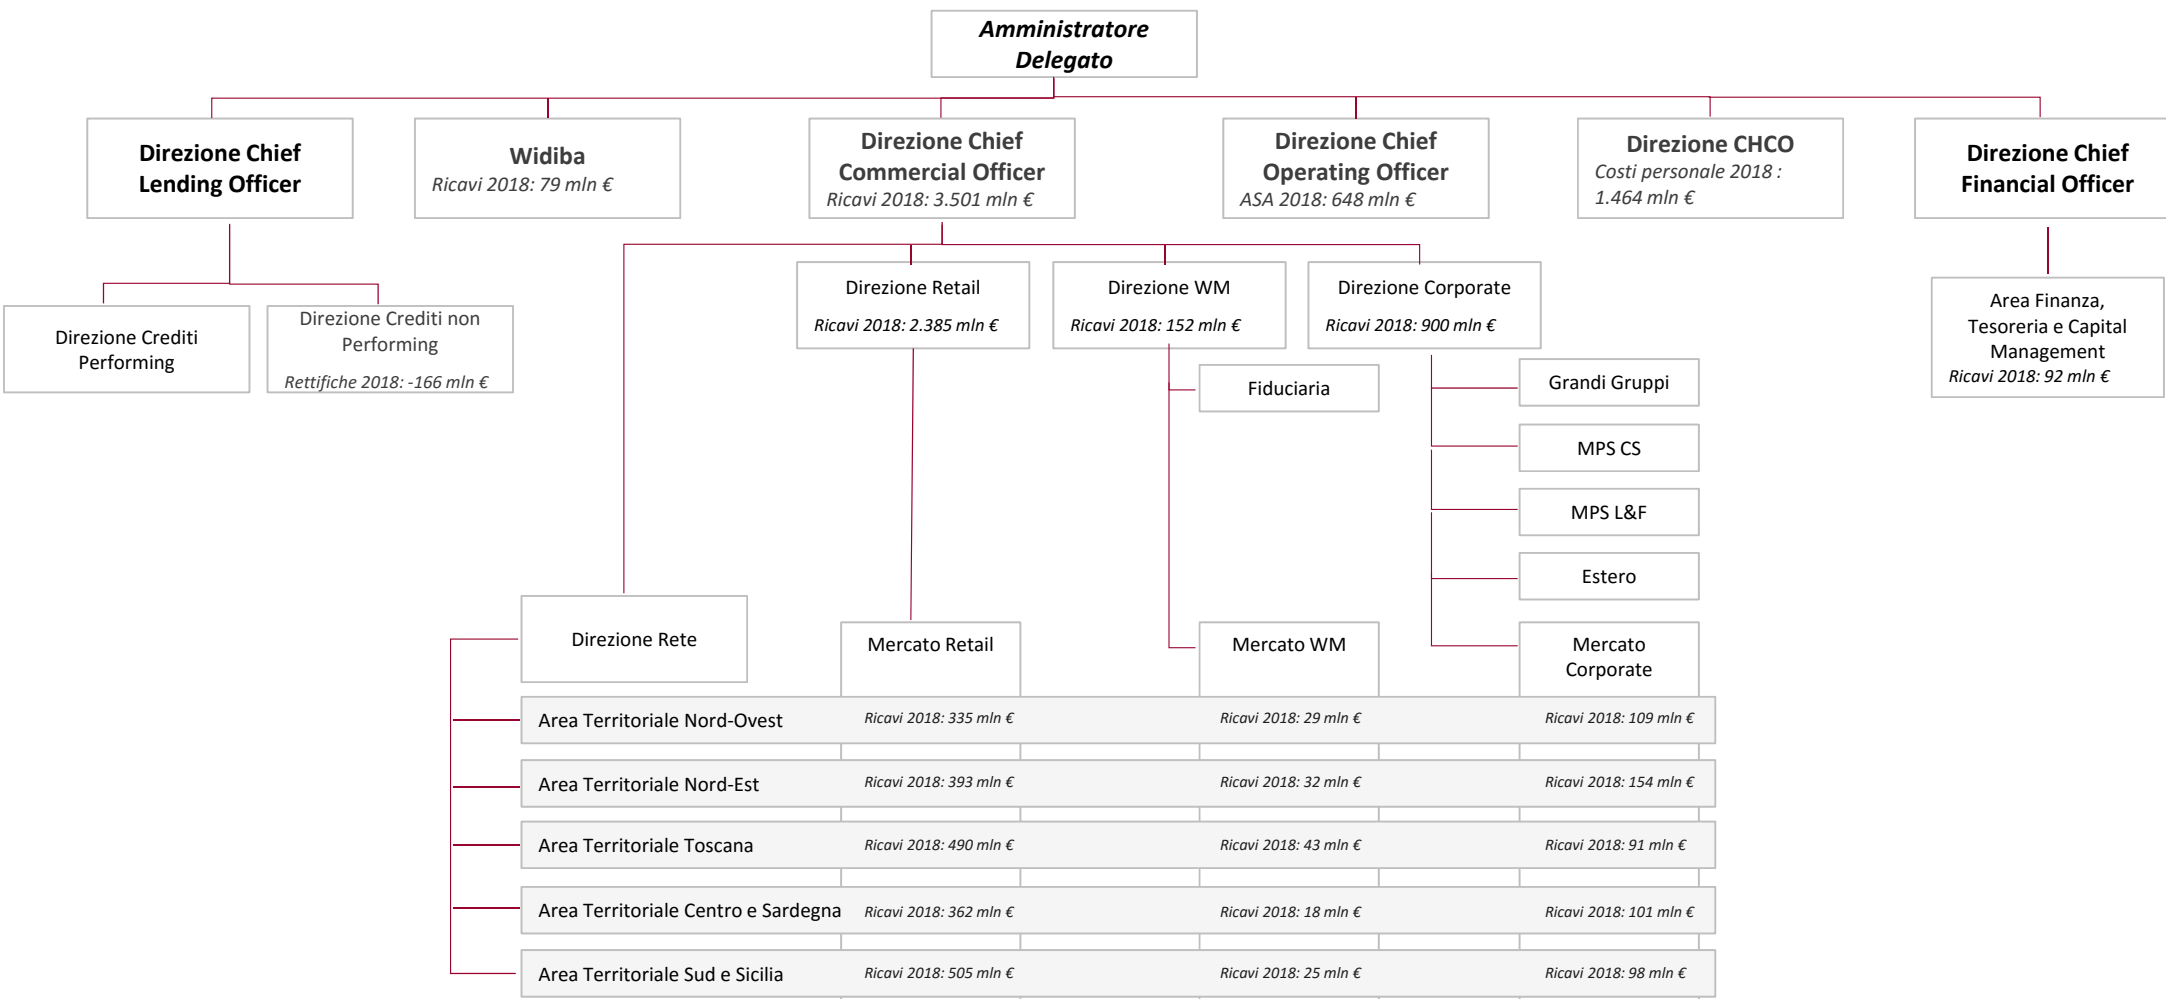 Amministratore
Delegato
Direzione Chief
Lending Officer
Widiba
Ricavi 2018: 79 mln €
Direzione Chief
Commercial Officer
Ricavi 2018: 3.501 mln €
Direzione Chief
Operating Officer
ASA 2018: 648 mln €
Direzione CHCO
Costi personale 2018 :
1.464 mln €
Direzione Chief
Financial Officer
Direzione Crediti
Performing
Direzione Crediti non
Performing
Rettifiche 2018: -166 mln €
Direzione Retail
Ricavi 2018: 2.385 mln €
Direzione WM
Ricavi 2018: 152 mln €
Direzione Corporate
Ricavi 2018: 900 mln €
Area Finanza,
Tesoreria e Capital
Management
Ricavi 2018: 92 mln €
Fiduciaria
Grandi Gruppi
MPS CS
MPS L&F
Estero
Direzione Rete
Mercato Retail
Mercato WM
Mercato
Corporate
Area Territoriale Nord-Ovest
Ricavi 2018: 335 mln €
Ricavi 2018: 29 mln €
Ricavi 2018: 109 mln €
Area Territoriale Nord-Est
Ricavi 2018: 393 mln €
Ricavi 2018: 32 mln €
Ricavi 2018: 154 mln €
Area Territoriale Toscana
Ricavi 2018: 490 mln €
Ricavi 2018: 43 mln €
Ricavi 2018: 91 mln €
Area Territoriale Centro e Sardegna
Ricavi 2018: 362 mln €
Ricavi 2018: 18 mln €
Ricavi 2018: 101 mln €
Area Territoriale Sud e Sicilia
Ricavi 2018: 505 mln €
Ricavi 2018: 25 mln €
Ricavi 2018: 98 mln €